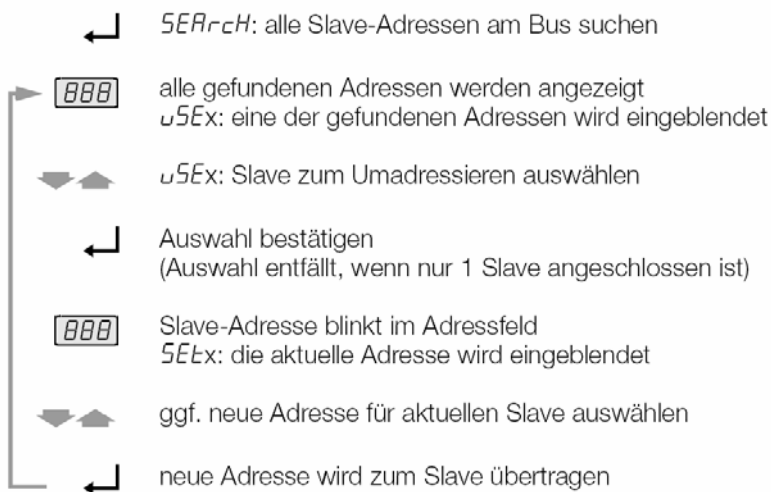 SEArcH: alle Slave-Adressen am Bus suchen
888 alle gefundenen Adressen werden angezeigt
uSEx: eine der gefundenen Adressen wird eingeblendet
uSEx: Slave zum Umadressieren auswählen
Auswahl bestätigen
(Auswahl entfällt, wenn nur 1 Slave angeschlossen ist)
888 Slave-Adresse blinkt im Adressfeld
SEtx: die aktuelle Adresse wird eingeblendet
ggf. neue Adresse für aktuellen Slave auswählen
neue Adresse wird zum Slave übertragen